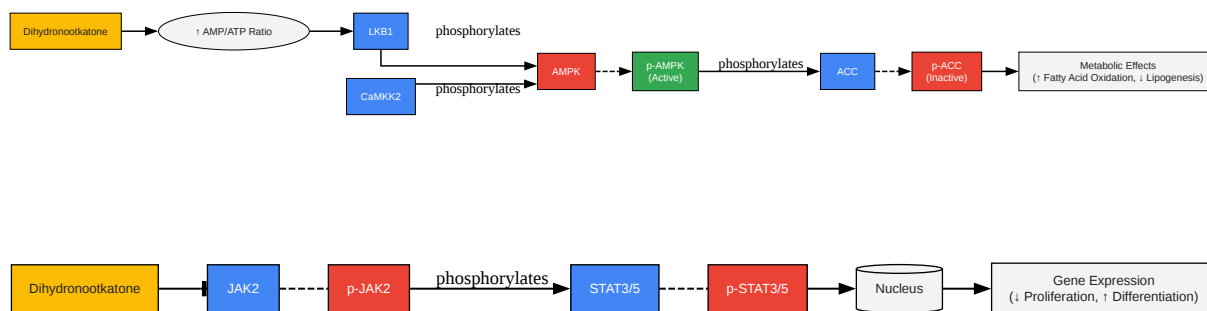 Dihydronootkatone
↑ AMP/ATP Ratio
LKB1
phosphorylates
CaMKK2
phosphorylates
AMPK
p-AMPK
(Active)
phosphorylates
ACC
p-ACC
(Inactive)
Metabolic Effects
(↑ Fatty Acid Oxidation, ↓ Lipogenesis)
Dihydronootkatone
JAK2
p-JAK2
phosphorylates
STAT3/5
p-STAT3/5
Nucleus
Gene Expression
(↓ Proliferation, ↑ Differentiation)